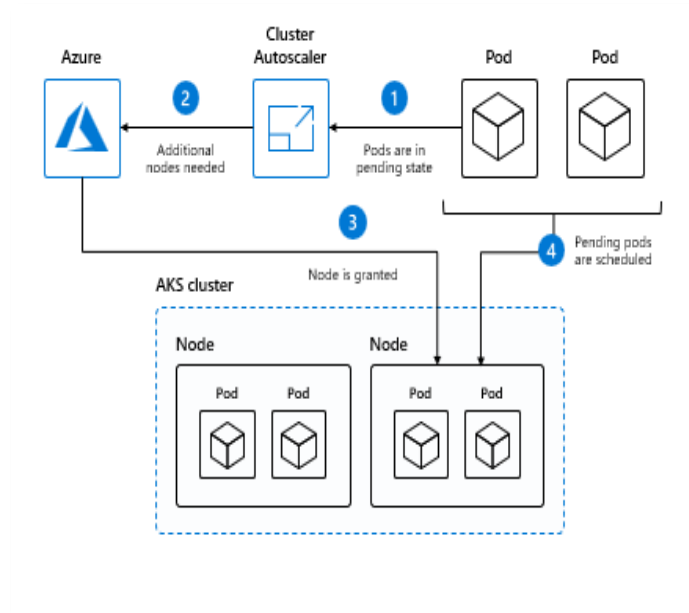 Azure
Cluster
Autoscaler
Pod
Pod
2
1
Additional
nodes needed
Pods are in
pending state
3
4
Pending pods
are scheduled
Node is granted
AKS cluster
Node
Node
Pod
Pod
Pod
Pod